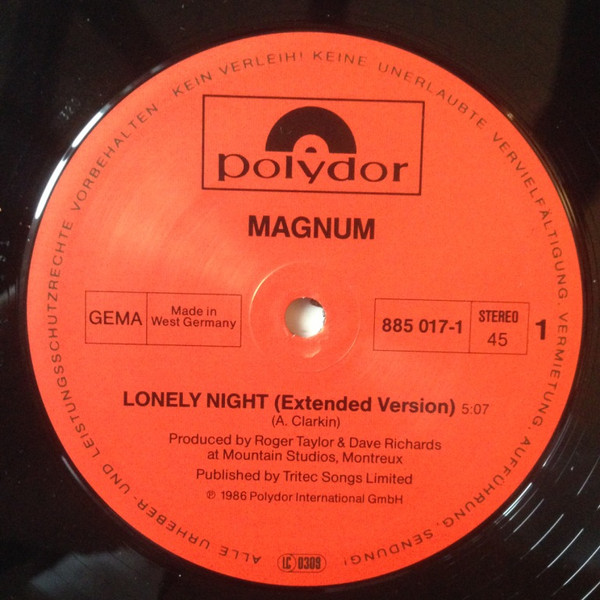 ALLE URHEBER- UND LEISTUNGSSCHUTZRECHTE VORBEHALTEN · KEIN VERLEIH! KEINE UNERLAUBTE VERVIELFÄLTIGUNG, VERMIETUNG, AUFFÜHRUNG, SENDUNG!
polydor
MAGNUM
GEMA
Made in
West Germany
885 017-1
STEREO
45
1
LONELY NIGHT (Extended Version) 5:07
(A. Clarkin)
Produced by Roger Taylor & Dave Richards
at Mountain Studios, Montreux
Published by Tritec Songs Limited
℗ 1986 Polydor International GmbH
LC 0309